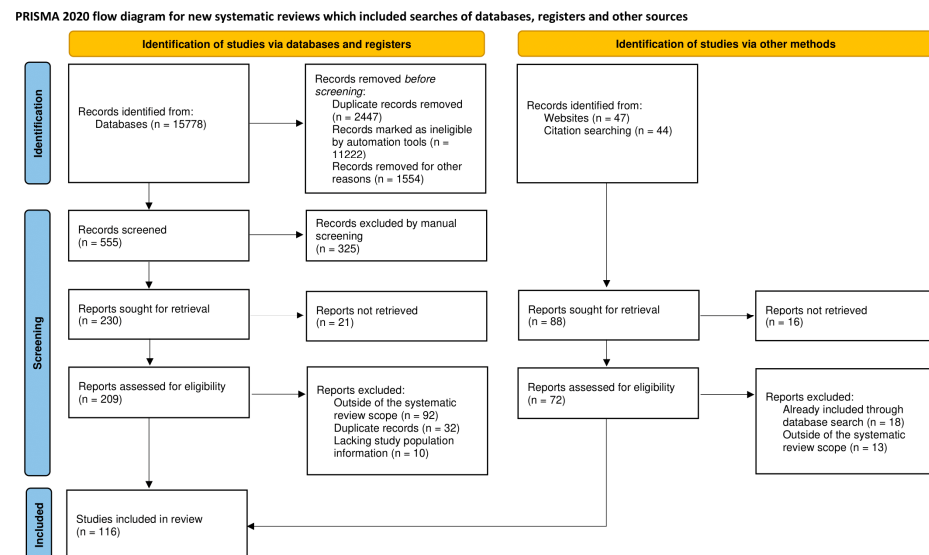 PRISMA 2020 flow diagram for new systematic reviews which included searches of databases, registers and other sources
Identification of studies via databases and registers
Identification of studies via other methods
Identification
Records identified from:
Databases (n = 15778)
Records removed before
screening:
Duplicate records removed
(n = 2447)
Records marked as ineligible
by automation tools (n =
11222)
Records removed for other
reasons (n = 1554)
Records identified from:
Websites (n = 47)
Citation searching (n = 44)
Screening
Records screened
(n = 555)
Records excluded by manual
screening
(n = 325)
Reports sought for retrieval
(n = 230)
Reports not retrieved
(n = 21)
Reports sought for retrieval
(n = 88)
Reports not retrieved
(n = 16)
Reports assessed for eligibility
(n = 209)
Reports excluded:
Outside of the systematic
review scope (n = 92)
Duplicate records (n = 32)
Lacking study population
information (n = 10)
Reports assessed for eligibility
(n = 72)
Reports excluded:
Already included through
database search (n = 18)
Outside of the systematic
review scope (n = 13)
Included
Studies included in review
(n = 116)